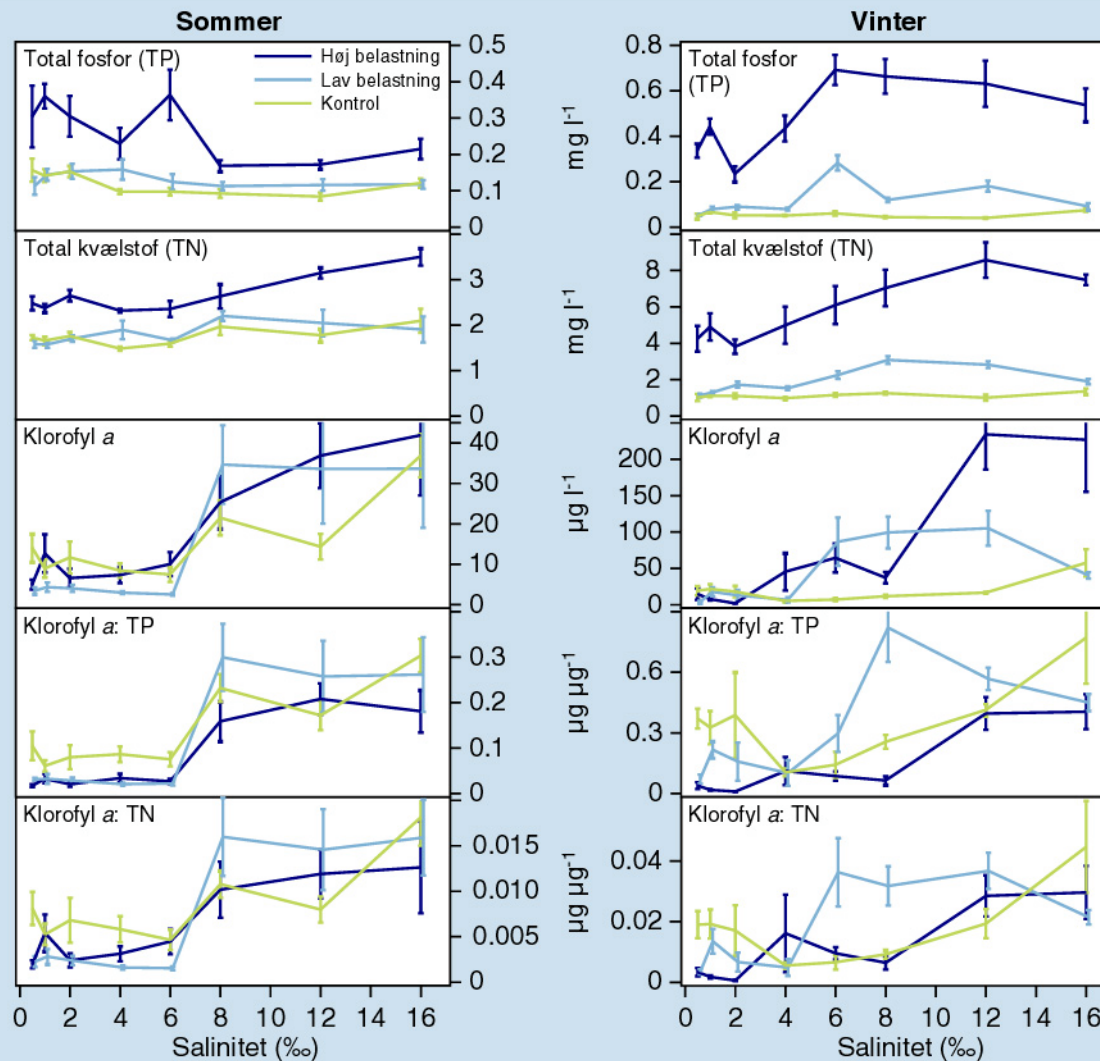 Sommer
Total fosfor (TP)
Høj belastning
Lav belastning
Kontrol
0.5
0.4
0.3
0.2
0.1
0
Total kvælstof (TN)
3
2
1
0
Klorofyl a
40
30
20
10
0
Klorofyl a: TP
0.3
0.2
0.1
0
Klorofyl a: TN
0.015
0.010
0.005
0
0 2 4 6 8 10 12 14 16
Salinitet (‰)
Vinter
Total fosfor
(TP)
mg l-1
0.8
0.6
0.4
0.2
0
Total kvælstof (TN)
mg l-1
8
6
4
2
0
Klorofyl a
µg l-1
200
150
100
50
0
Klorofyl a: TP
µg µg-1
0.6
0.3
0
Klorofyl a: TN
µg µg-1
0.04
0.02
0
0 2 4 6 8 10 12 14 16
Salinitet (‰)